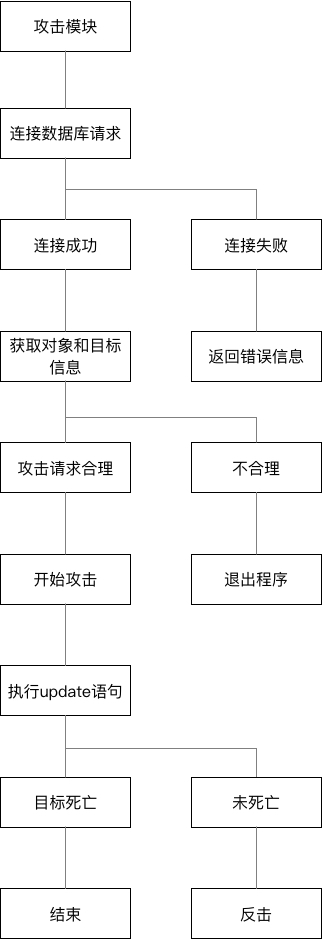 攻击模块
连接数据库请求
连接成功
连接失败
获取对象和目标
信息
返回错误信息
攻击请求合理
不合理
开始攻击
退出程序
执行update语句
目标死亡
未死亡
结束
反击